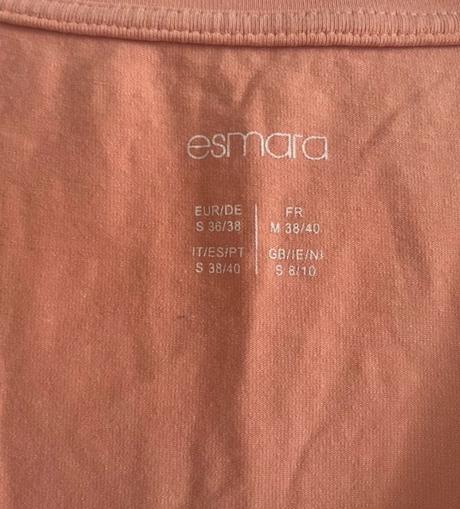 esmara
EUR/DE
S 36/38
FR
M 38/40
IT/ES/PT
S 38/40
GB/IE/NI
S 8/10